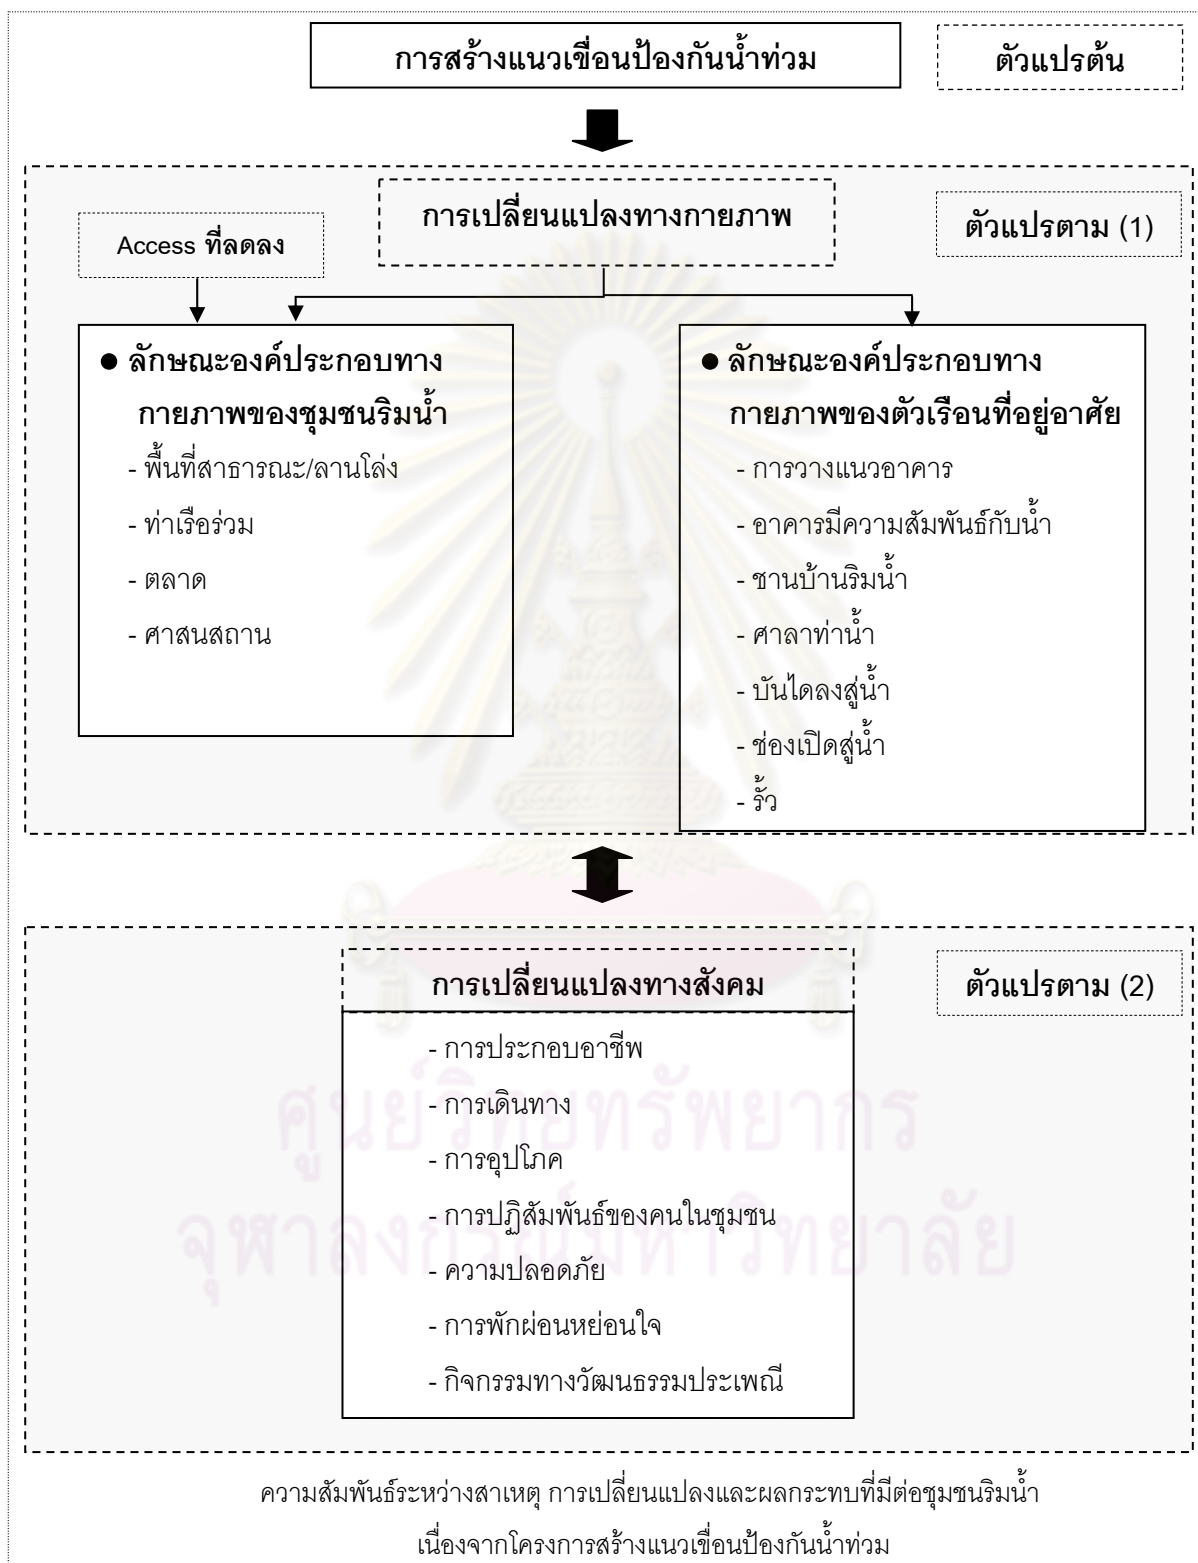 การสร้างแนวเขื่อนป้องกันน้ำท่วม
ตัวแปรต้น
การเปลี่ยนแปลงทางกายภาพ
ตัวแปรตาม (1)
Access ที่ลดลง
● ลักษณะองค์ประกอบทาง
กายภาพของชุมชนริมน้ำ
- พื้นที่สาธารณะ/ลานโล่ง
- ท่าเรือร่วม
- ตลาด
- ศาสนสถาน
● ลักษณะองค์ประกอบทาง
กายภาพของตัวเรือนที่อยู่อาศัย
- การวางแนวอาคาร
- อาคารมีความสัมพันธ์กับน้ำ
- ชานบ้านริมน้ำ
- ศาลาท่าน้ำ
- บันไดลงสู่น้ำ
- ช่องเปิดสู่น้ำ
- รั้ว
การเปลี่ยนแปลงทางสังคม
ตัวแปรตาม (2)
- การประกอบอาชีพ
- การเดินทาง
- การอุปโภค
- การปฏิสัมพันธ์ของคนในชุมชน
- ความปลอดภัย
- การพักผ่อนหย่อนใจ
- กิจกรรมทางวัฒนธรรมประเพณี
ศูนย์วิทยทรัพยากร
จุฬาลงกรณ์มหาวิทยาลัย
ความสัมพันธ์ระหว่างสาเหตุ การเปลี่ยนแปลงและผลกระทบที่มีต่อชุมชนริมน้ำ
เนื่องจากโครงการสร้างแนวเขื่อนป้องกันน้ำท่วม